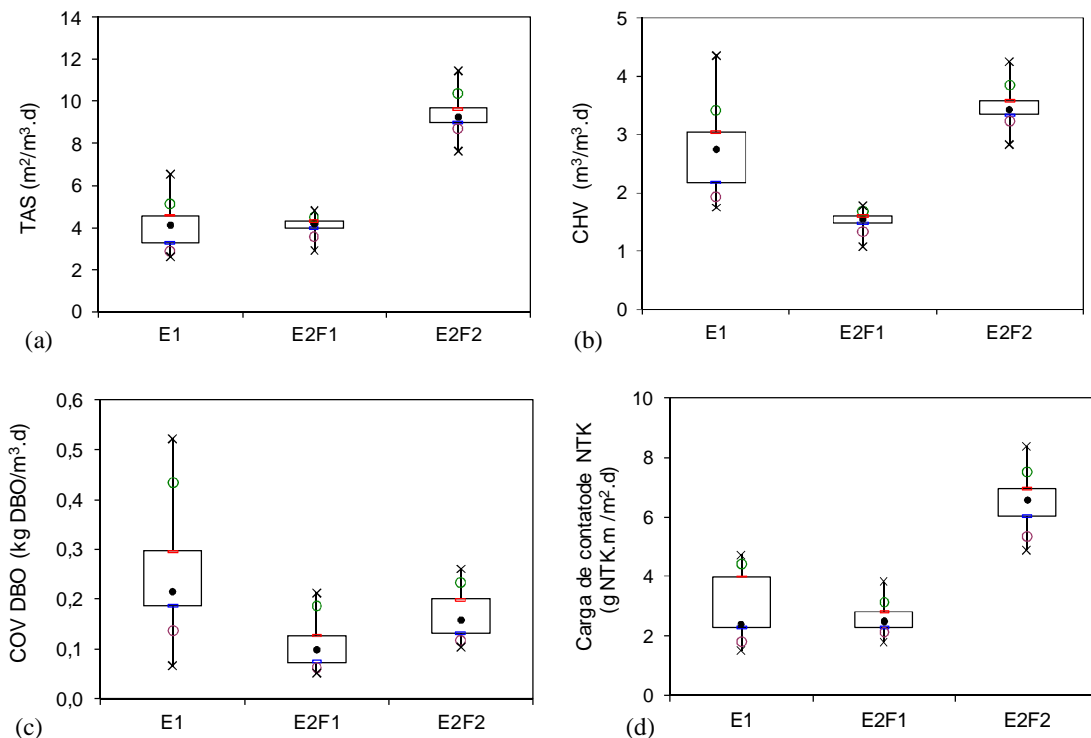 14
12
10
8
6
4
2
0
TAS (m²/m³.d)
E1 E2F1 E2F2
(a)
5
4
3
2
1
0
CHV (m³/m³.d)
E1 E2F1 E2F2
(b)
0,6
0,5
0,4
0,3
0,2
0,1
0,0
COV DBO (kg DBO/m³.d)
E1 E2F1 E2F2
(c)
10
8
6
4
2
0
Carga de contatode NTK
(g NTK.m /m².d)
E1 E2F1 E2F2
(d)